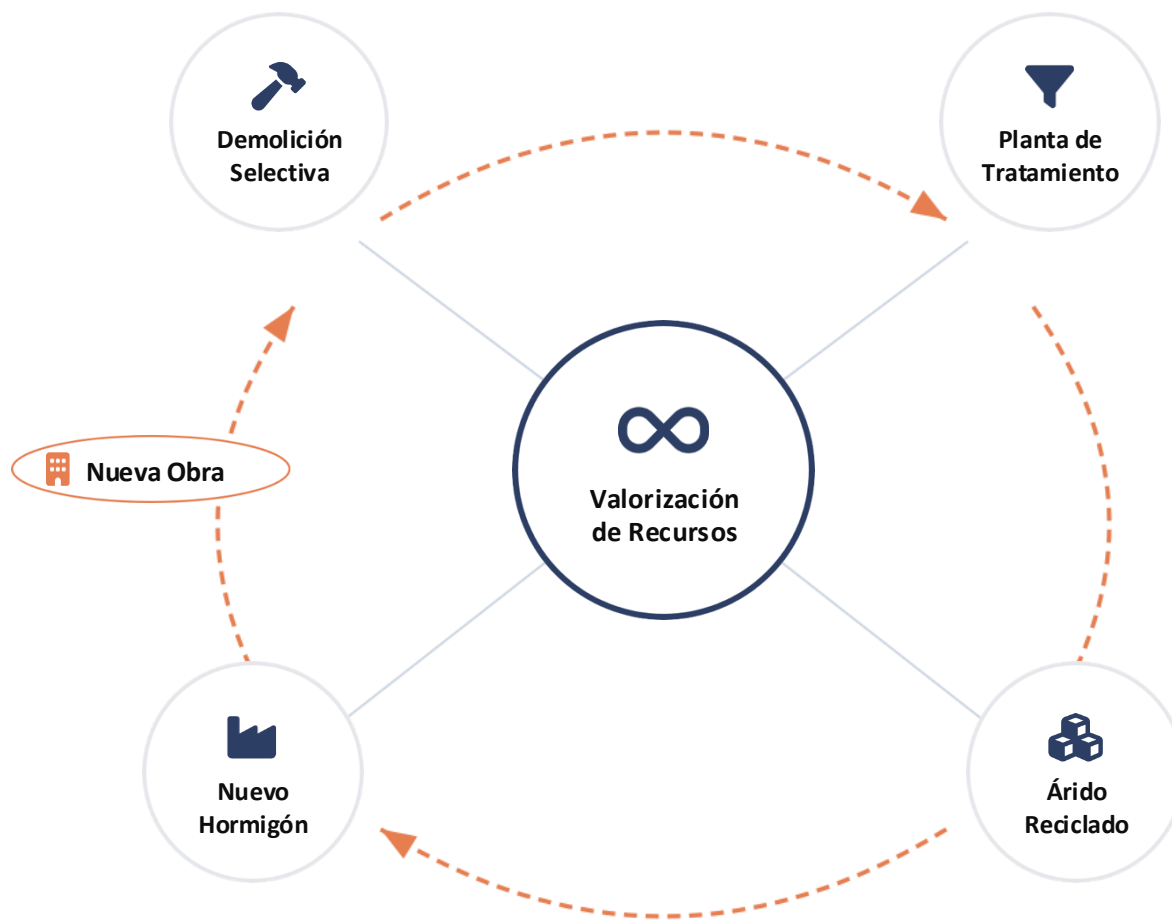 Demolición
Selectiva
Planta de
Tratamiento
Nueva Obra
Valorización
de Recursos
Nuevo
Hormigón
Árido
Reciclado